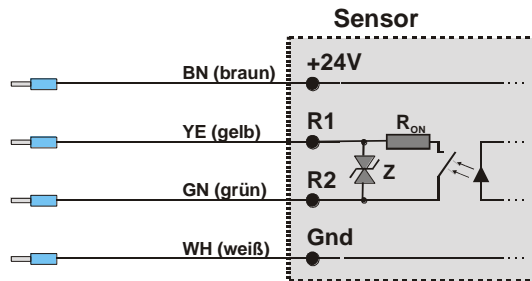 Sensor
BN (braun) +24V
YE (gelb) R1 RON
Z
GN (grün) R2
WH (weiß) Gnd